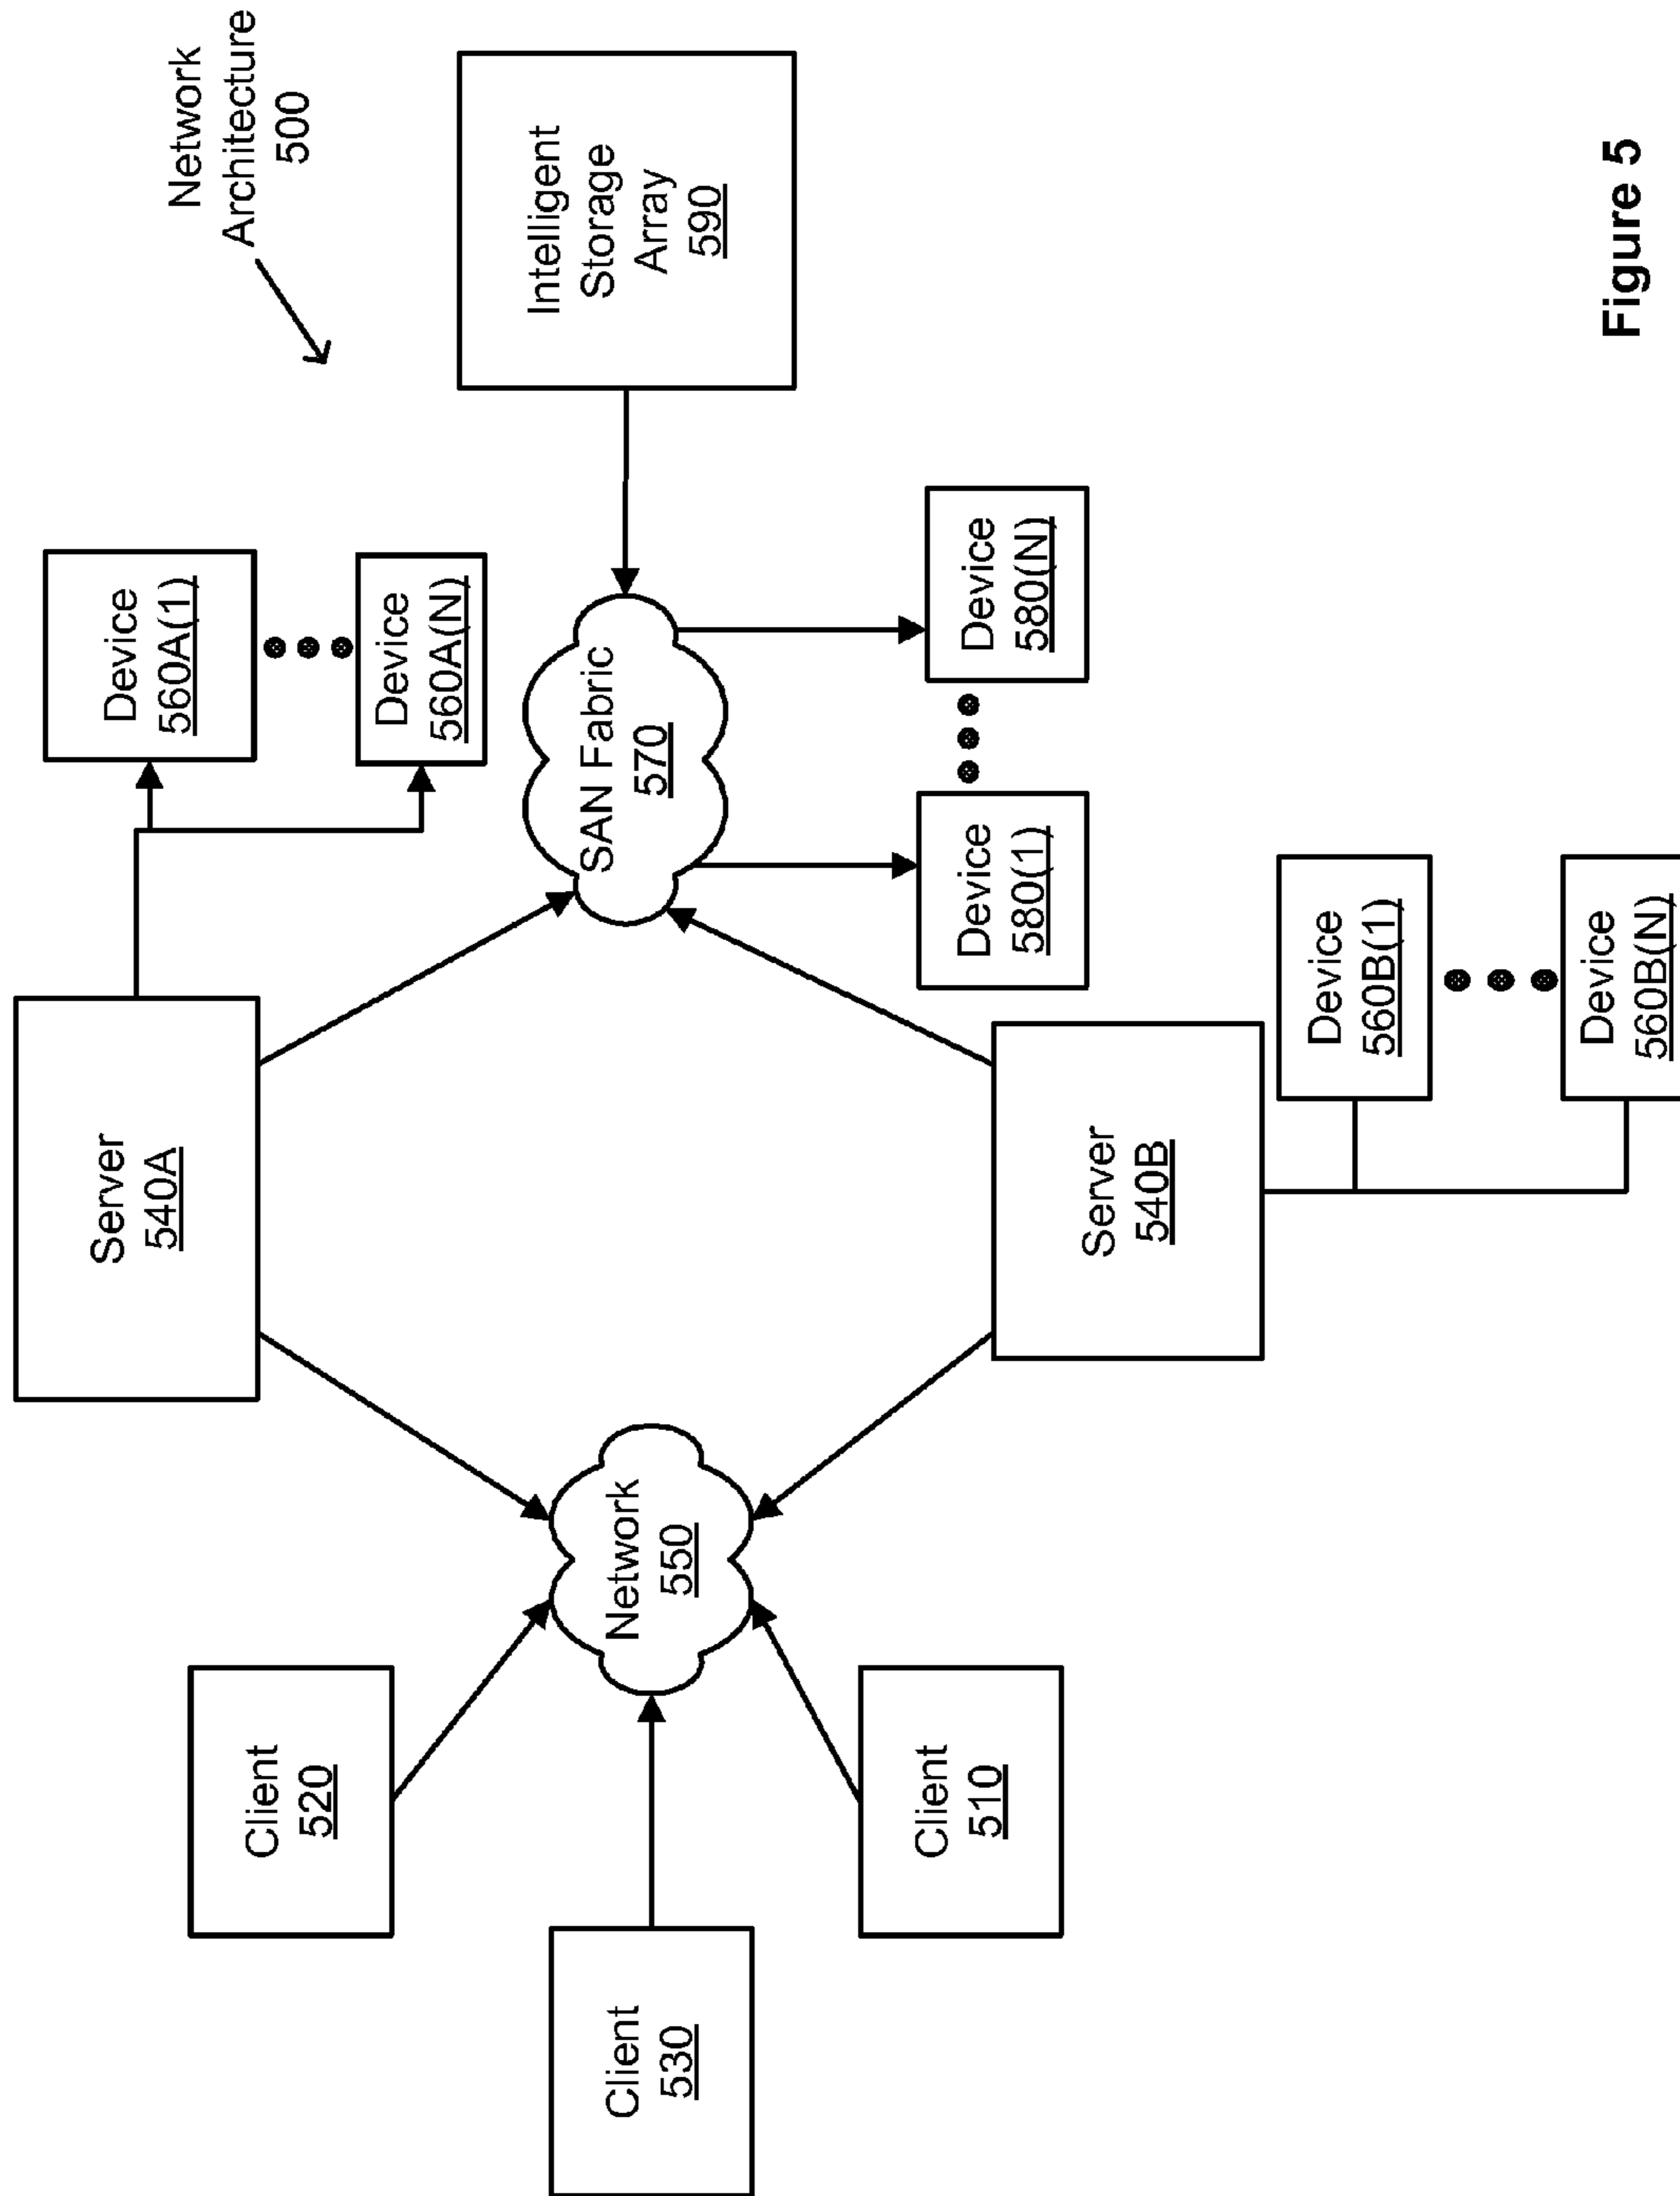 Network
Architecture
500
Server
540A
Device
560A(1)
Device
560A(N)
Client
520
Client
530
Network
550
SAN Fabric
570
Intelligent
Storage
Array
590
Client
510
Server
540B
Device
580(1)
Device
580(N)
Device
560B(1)
Device
560B(N)
Figure 5